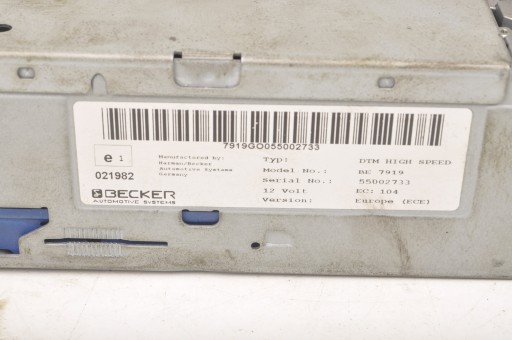 7919GO055002733
e 1
021982
BECKER
AUTOMOTIVE SYSTEMS
Manufactured by:
Harman/Becker
Automotive Systems
Germany
Typ: DTM HIGH SPEED
Model No.: BE 7919
Serial No.: 55002733
12 Volt EC: 104
Version: Europe (ECE)